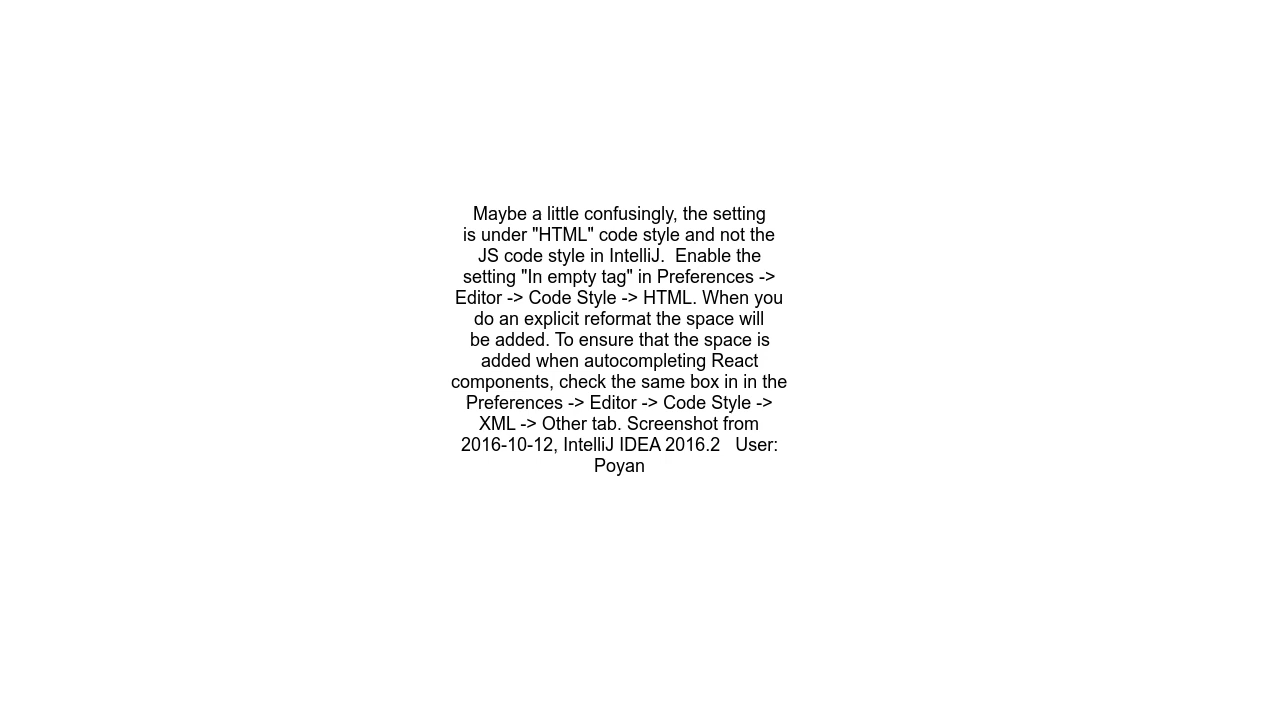 Maybe a little confusingly, the setting
is under "HTML" code style and not the
JS code style in IntelliJ.  Enable the
setting "In empty tag" in Preferences ->
Editor -> Code Style -> HTML. When you
do an explicit reformat the space will
be added. To ensure that the space is
added when autocompleting React
components, check the same box in in the
Preferences -> Editor -> Code Style ->
XML -> Other tab. Screenshot from
2016-10-12, IntelliJ IDEA 2016.2   User:
Poyan